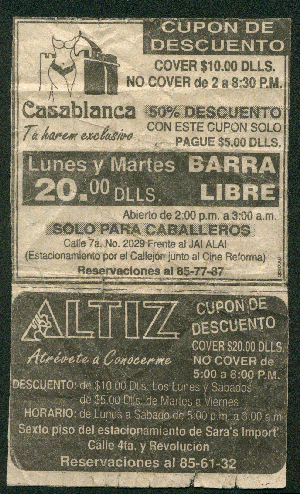 CUPON DE
DESCUENTO
COVER $10.00 DLLS.
NO COVER de 2 a 8:30 P.M.
Casablanca
Tu harem exclusivo
50% DESCUENTO
CON ESTE CUPON SOLO
PAGUE $5.00 DLLS.
Lunes y Martes BARRA
20.00 DLLS. LIBRE
Abierto de 2:00 p.m. a 3:00 a.m.
SOLO PARA CABALLEROS
Calle 7a. No. 2029 Frente al JAI ALAI
(Estacionamiento por el Callejón junto al Cine Reforma)
Reservaciones al 85-77-87
ALTIZ
Atrévete a Conocerme
CUPON DE
DESCUENTO
COVER $20.00 DLLS.
NO COVER de
5:00 a 8:00 P.M.
DESCUENTO: de $10.00 Dlls. Los Lunes y Sabados
de $5.00 Dlls. de Martes a Viernes
HORARIO: de Lunes a Sabado de 5:00 p.m. a 3:00 a.m.
Sexto piso del estacionamiento de Sara's Import'
Calle 4ta. y Revolución
Reservaciones al 85-61-32